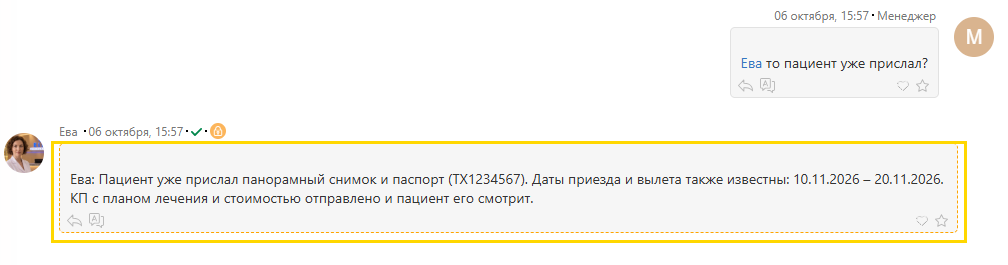 06 октября, 15:57 • Менеджер
М
Ева то пациент уже прислал?
Ева • 06 октября, 15:57 • •
Ева: Пациент уже прислал панорамный снимок и паспорт (TX1234567). Даты приезда и вылета также известны: 10.11.2026 – 20.11.2026.
КП с планом лечения и стоимостью отправлено и пациент его смотрит.